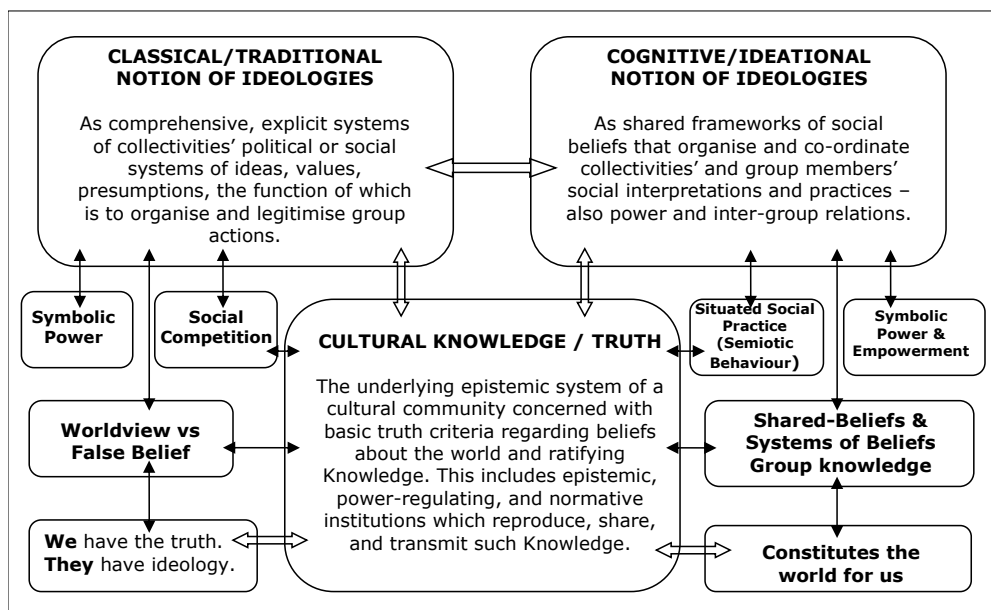 CLASSICAL/TRADITIONAL
NOTION OF IDEOLOGIES
As comprehensive, explicit systems
of collectivities’ political or social
systems of ideas, values,
presumptions, the function of which
is to organise and legitimise group
actions.
COGNITIVE/IDEATIONAL
NOTION OF IDEOLOGIES
As shared frameworks of social
beliefs that organise and co-ordinate
collectivities’ and group members’
social interpretations and practices –
also power and inter-group relations.
Symbolic
Power
Social
Competition
Situated Social
Practice
(Semiotic
Behaviour)
Symbolic
Power &
Empowerment
CULTURAL KNOWLEDGE / TRUTH
The underlying epistemic system of a
cultural community concerned with
basic truth criteria regarding beliefs
about the world and ratifying
Knowledge. This includes epistemic,
power-regulating, and normative
institutions which reproduce, share,
and transmit such Knowledge.
Worldview vs
False Belief
Shared-Beliefs &
Systems of Beliefs
Group knowledge
We have the truth.
They have ideology.
Constitutes the
world for us